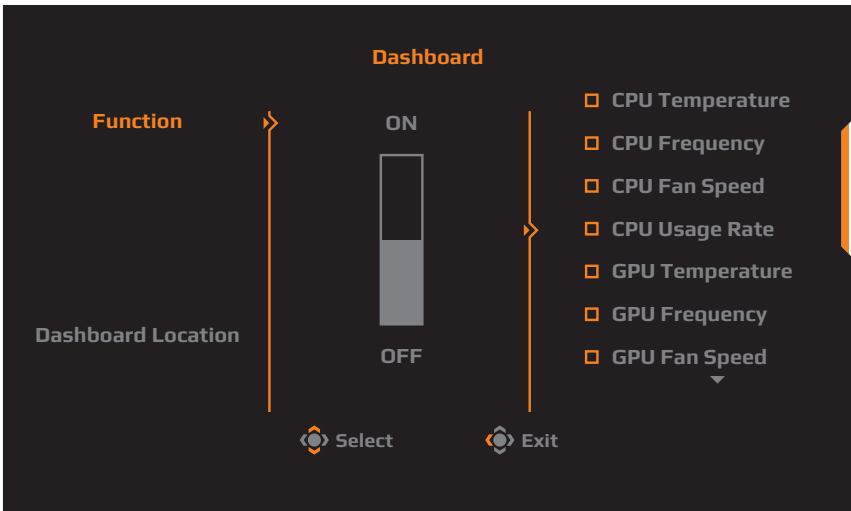 Dashboard
Function
Dashboard Location
ON
OFF
CPU Temperature
CPU Frequency
CPU Fan Speed
CPU Usage Rate
GPU Temperature
GPU Frequency
GPU Fan Speed
Select
Exit